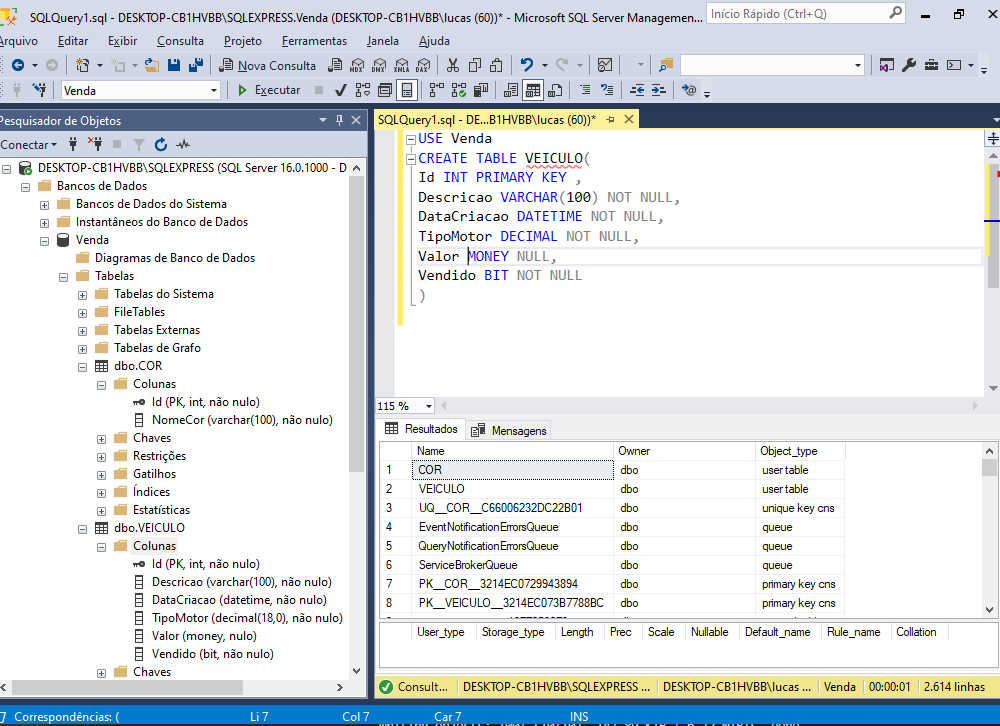 SQLQuery1.sql - DESKTOP-CB1HVBB\SQLEXPRESS.Venda (DESKTOP-CB1HVBB\lucas (60))* - Microsoft SQL Server Managemen...
Início Rápido (Ctrl+Q)
Arquivo Editar Exibir Consulta Projeto Ferramentas Janela Ajuda
Nova Consulta
MDX DMX XMLA DAX
Venda
Executar
Pesquisador de Objetos
Conectar
DESKTOP-CB1HVBB\SQLEXPRESS (SQL Server 16.0.1000 - D
Bancos de Dados
Bancos de Dados do Sistema
Instantâneos do Banco de Dados
Venda
Diagramas de Banco de Dados
Tabelas
Tabelas do Sistema
FileTables
Tabelas Externas
Tabelas de Grafo
dbo.COR
Colunas
Id (PK, int, não nulo)
NomeCor (varchar(100), não nulo)
Chaves
Restrições
Gatilhos
Índices
Estatísticas
dbo.VEICULO
Colunas
Id (PK, int, não nulo)
Descricao (varchar(100), não nulo)
DataCriacao (datetime, não nulo)
TipoMotor (decimal(18,0), não nulo)
Valor (money, nulo)
Vendido (bit, não nulo)
Chaves
SQLQuery1.sql - DE...B1HVBB\lucas (60))*
USE Venda
CREATE TABLE VEICULO(
Id INT PRIMARY KEY ,
Descricao VARCHAR(100) NOT NULL,
DataCriacao DATETIME NOT NULL,
TipoMotor DECIMAL NOT NULL,
Valor MONEY NULL,
Vendido BIT NOT NULL
)
115 %
Resultados Mensagens
Name Owner Object_type
1 COR dbo user table
2 VEICULO dbo user table
3 UQ__COR__C66006232DC22B01 dbo unique key cns
4 EventNotificationErrorsQueue dbo queue
5 QueryNotificationErrorsQueue dbo queue
6 ServiceBrokerQueue dbo queue
7 PK__COR__3214EC0729943894 dbo primary key cns
8 PK__VEICULO__3214EC073B7788BC dbo primary key cns
User_type Storage_type Length Prec Scale Nullable Default_name Rule_name Collation
Consult... DESKTOP-CB1HVBB\SQLEXPRESS ... DESKTOP-CB1HVBB\lucas ... Venda 00:00:01 2.614 linhas
Correspondências: ( Li 7 Col 7 Car 7 INS